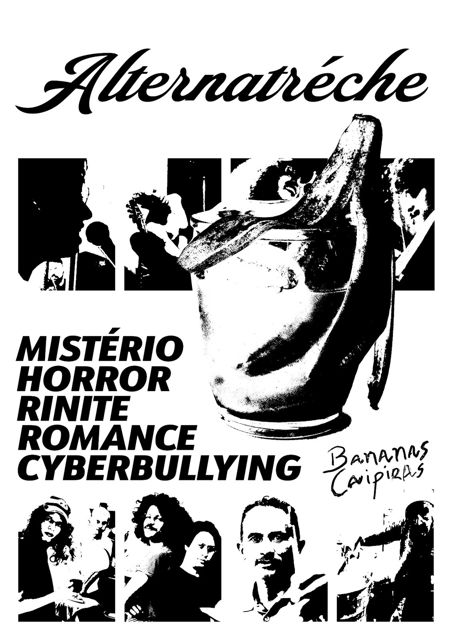 Alternatréche
MISTÉRIO
HORROR
RINITE
ROMANCE
CYBERBULLYING
BANANAS
CAIPIRAS